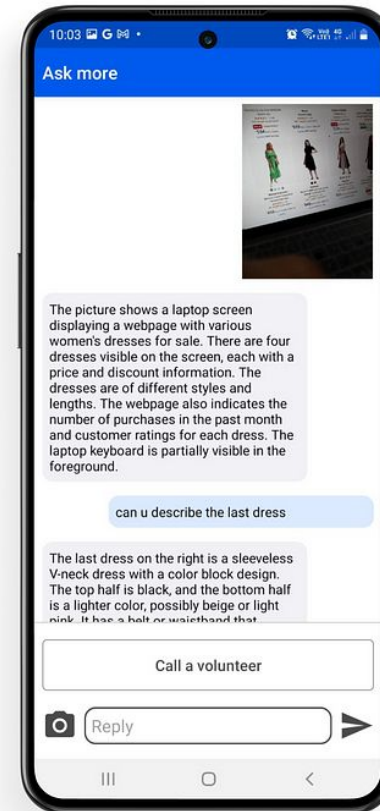 10:03
Ask more
The picture shows a laptop screen
displaying a webpage with various
women's dresses for sale. There are four
dresses visible on the screen, each with a
price and discount information. The
dresses are of different styles and
lengths. The webpage also indicates the
number of purchases in the past month
and customer ratings for each dress. The
laptop keyboard is partially visible in the
foreground.
can u describe the last dress
The last dress on the right is a sleeveless
V-neck dress with a color block design.
The top half is black, and the bottom half
is a lighter color, possibly beige or light
pink. It has a belt or waistband that
Call a volunteer
Reply